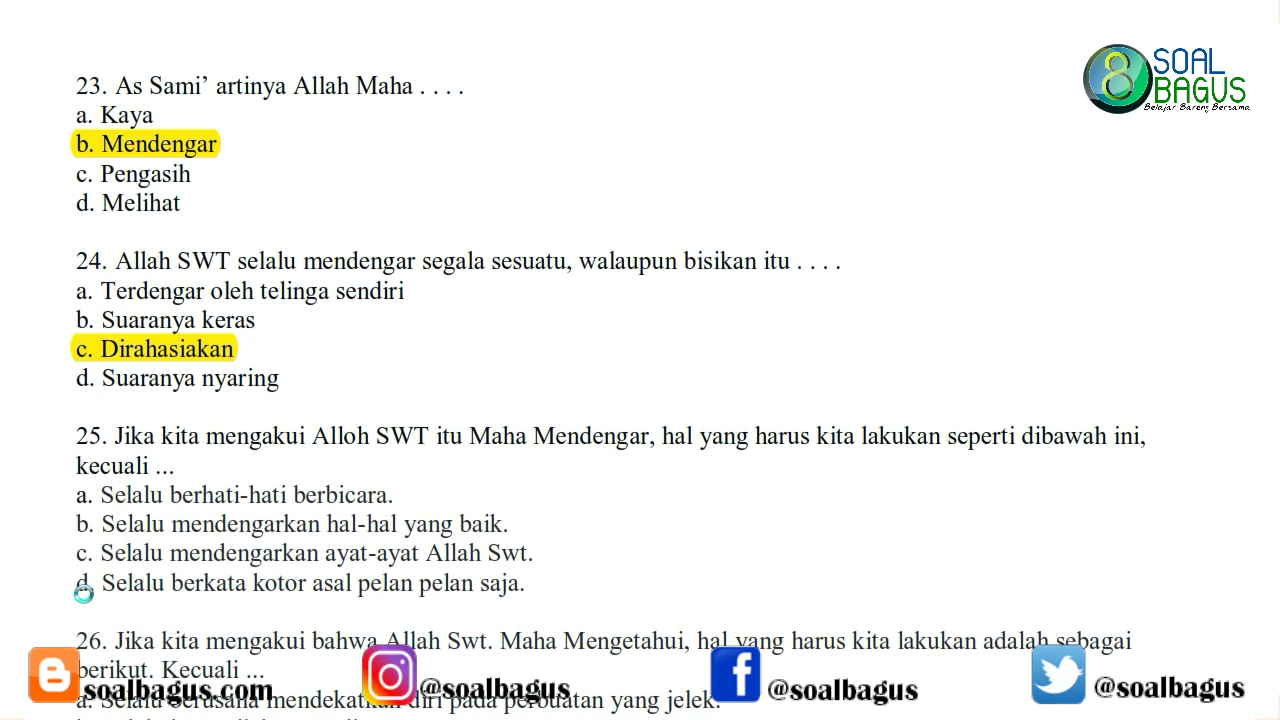 SOAL
BAGUS
Belajar Bareng Bersama
23. As Sami’ artinya Allah Maha . . . .
a. Kaya
b. Mendengar
c. Pengasih
d. Melihat
24. Allah SWT selalu mendengar segala sesuatu, walaupun bisikan itu . . . .
a. Terdengar oleh telinga sendiri
b. Suaranya keras
c. Dirahasiakan
d. Suaranya nyaring
25. Jika kita mengakui Alloh SWT itu Maha Mendengar, hal yang harus kita lakukan seperti dibawah ini,
kecuali ...
a. Selalu berhati-hati berbicara.
b. Selalu mendengarkan hal-hal yang baik.
c. Selalu mendengarkan ayat-ayat Allah Swt.
d. Selalu berkata kotor asal pelan pelan saja.
26. Jika kita mengakui bahwa Allah Swt. Maha Mengetahui, hal yang harus kita lakukan adalah sebagai
berikut. Kecuali ...
a. Selalu berusaha mendekatkan diri pada perbuatan yang jelek.
soalbagus.com
@soalbagus
@soalbagus
@soalbagus